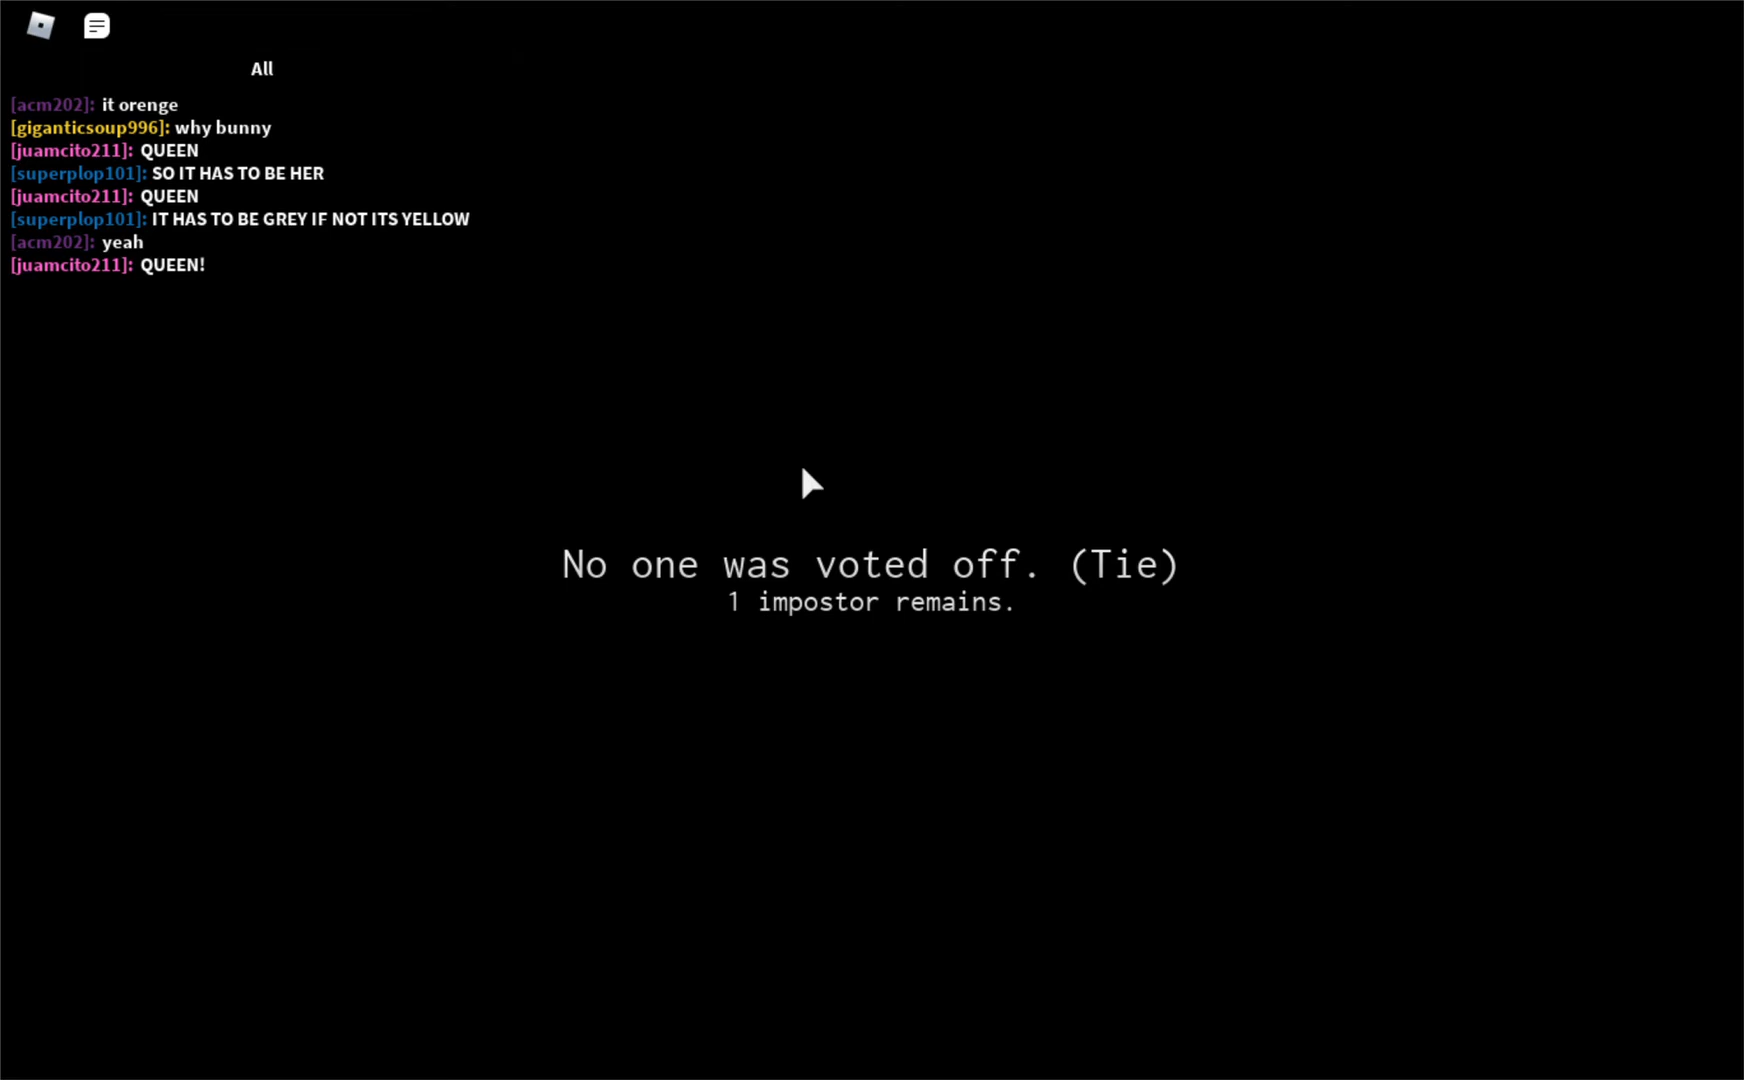 All
[acm202]: it orenge
[giganticsoup996]: why bunny
[juamcito211]: QUEEN
[superplop101]: SO IT HAS TO BE HER
[juamcito211]: QUEEN
[superplop101]: IT HAS TO BE GREY IF NOT ITS YELLOW
[acm202]: yeah
[juamcito211]: QUEEN!
No one was voted off. (Tie)
1 impostor remains.